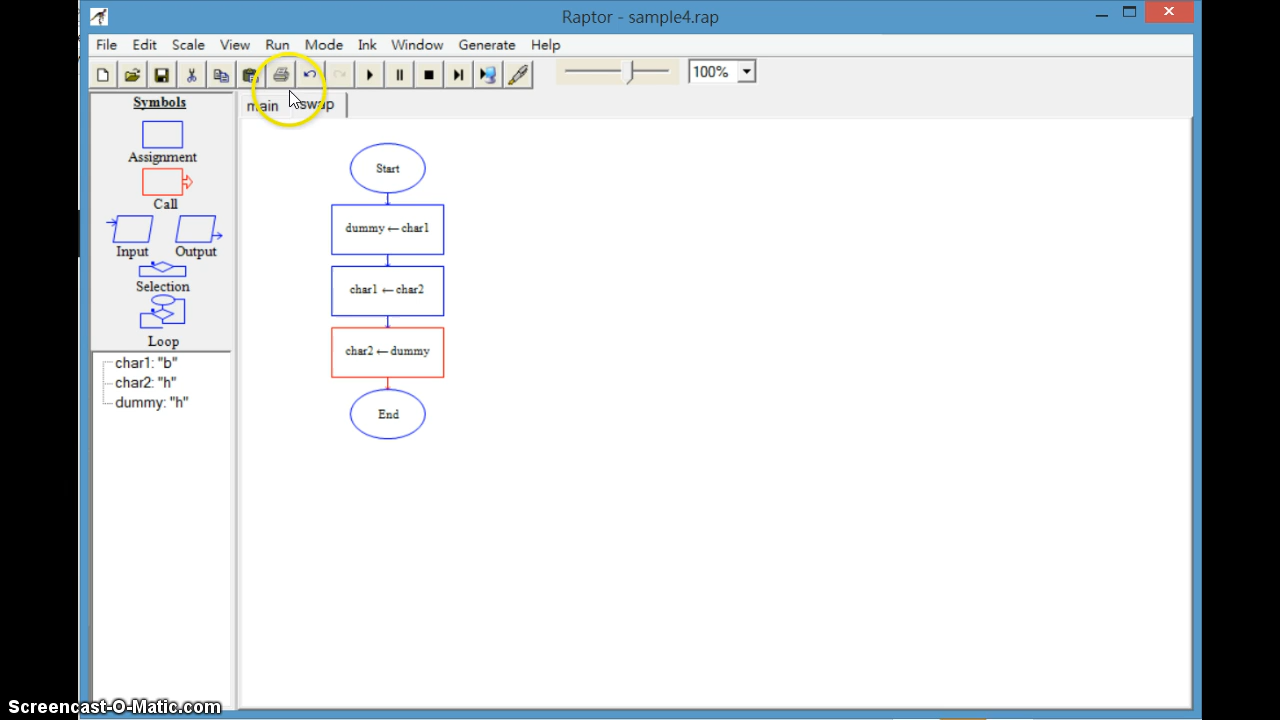 Raptor - sample4.rap
File Edit Scale View Run Mode Ink Window Generate Help
100%
Symbols
main swap
Assignment
Call
Input Output
Selection
Loop
char1: "b"
char2: "h"
dummy: "h"
Start
dummy ← char1
char1 ← char2
char2 ← dummy
End
Screencast-O-Matic.com